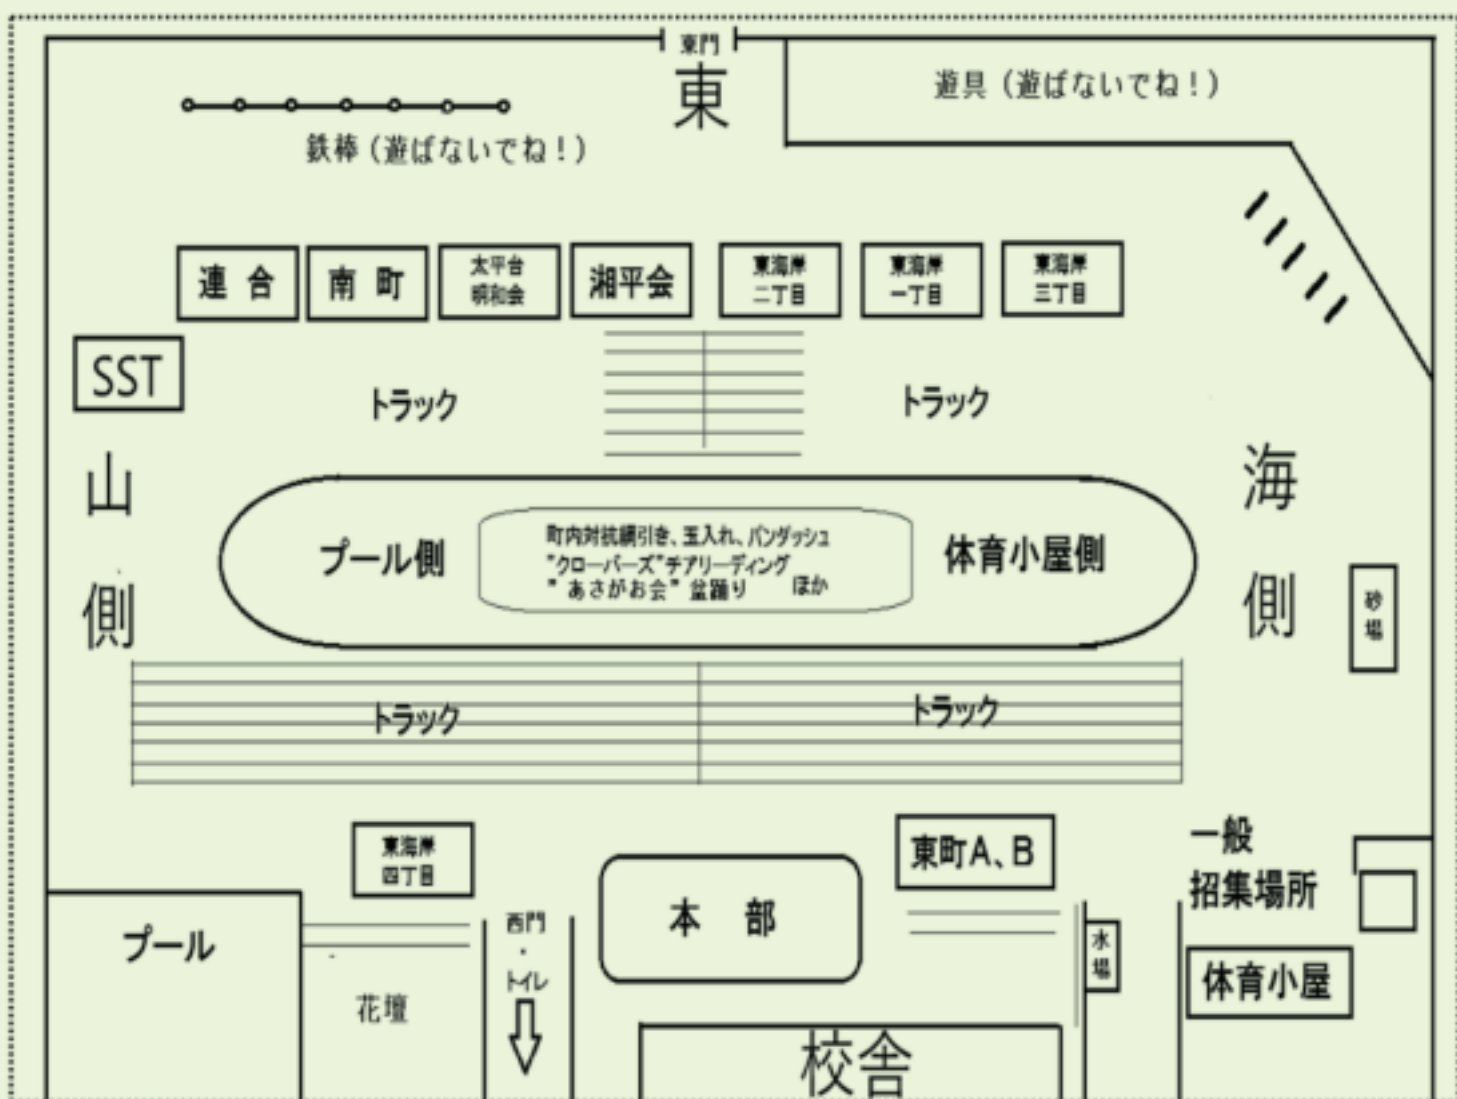 東門
東
遊具(遊ばないでね!)
鉄棒(遊ばないでね!)
連 合
南 町
太平台
明和会
湘平会
東海岸
二丁目
東海岸
一丁目
東海岸
三丁目
SST
トラック
トラック
山側
海側
プール側
町内対抗綱引き、玉入れ、パンダッシュ
"クローバーズ"チアリーディング
" あさがお会" 盆踊り ほか
体育小屋側
砂場
トラック
トラック
東海岸
四丁目
本 部
東町A、B
一般
招集場所
プール
西門
・
トイレ
水場
体育小屋
花壇
校舎